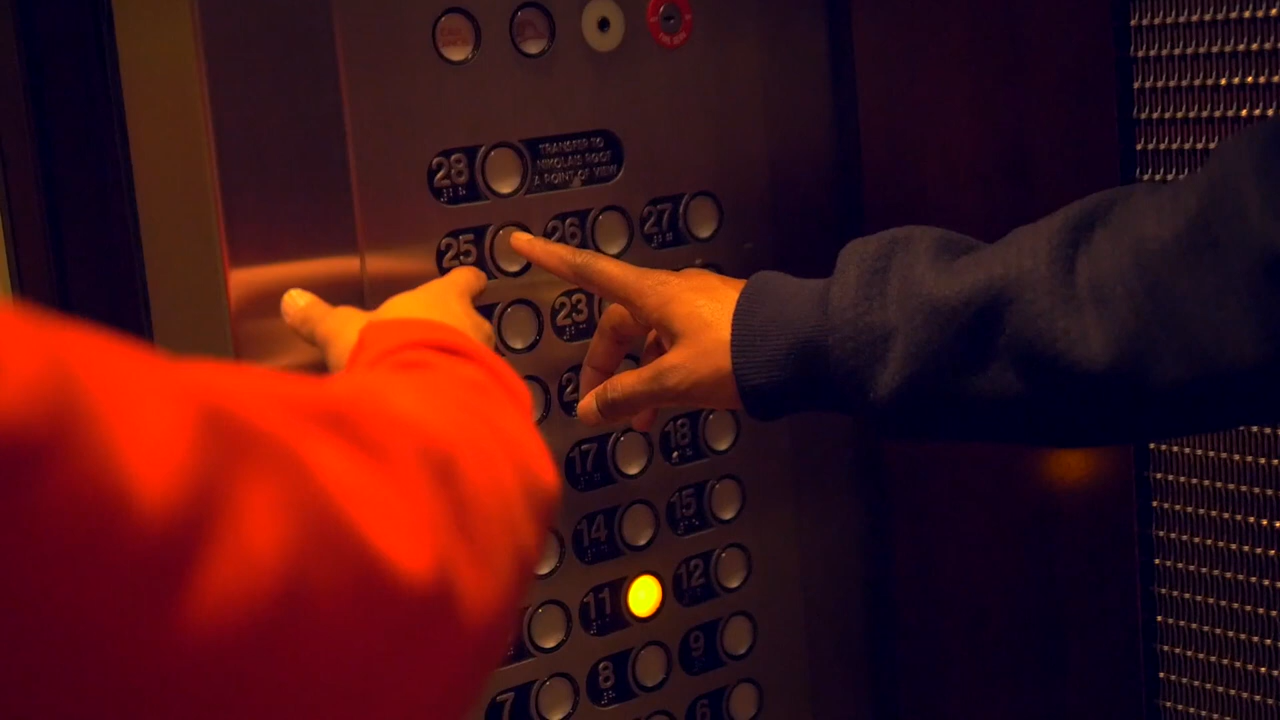 28
TRANSFER TO
NIKOLAI'S ROOF
A POINT OF VIEW
25 26 27
23
17 18
14 15
11 12
8 9
7 6